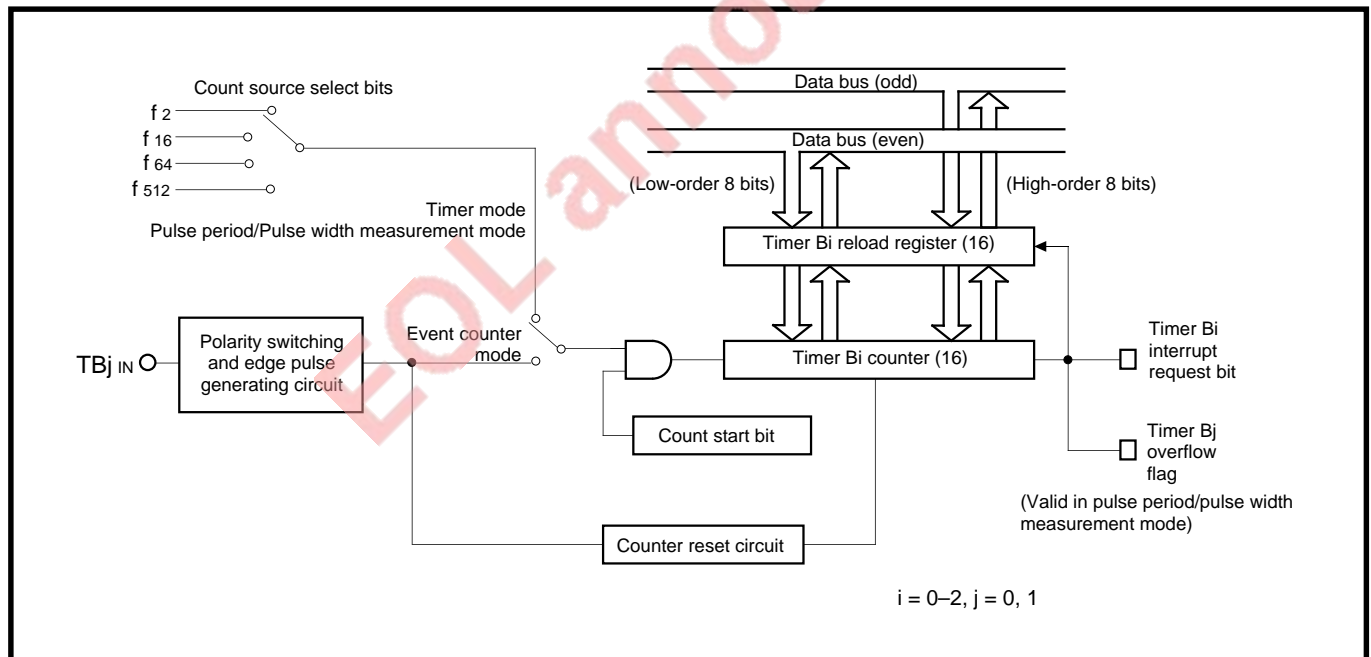 EOL anno
Count source select bits
f 2
f 16
f 64
f 512
Timer mode
Pulse period/Pulse width measurement mode
Data bus (odd)
Data bus (even)
(Low-order 8 bits)
(High-order 8 bits)
Timer Bi reload register (16)
TBj IN
Polarity switching
and edge pulse
generating circuit
Event counter
mode
Timer Bi counter (16)
Count start bit
Counter reset circuit
Timer Bi
interrupt
request bit
Timer Bj
overflow
flag
(Valid in pulse period/pulse width
measurement mode)
i = 0–2, j = 0, 1